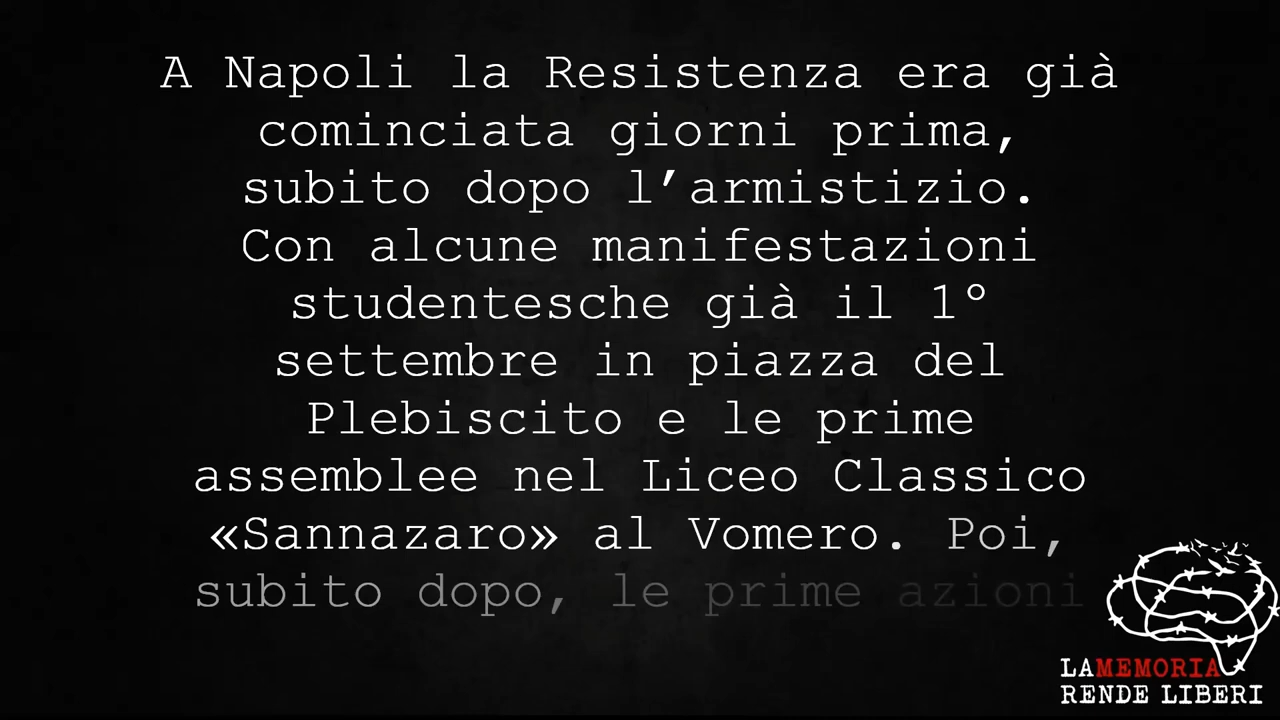 A Napoli la Resistenza era già
cominciata giorni prima,
subito dopo l’armistizio.
Con alcune manifestazioni
studentesche già il 1°
settembre in piazza del
Plebiscito e le prime
assemblee nel Liceo Classico
«Sannazaro» al Vomero. Poi,
subito dopo, le prime azioni
LAMEMORIA
RENDE LIBERI